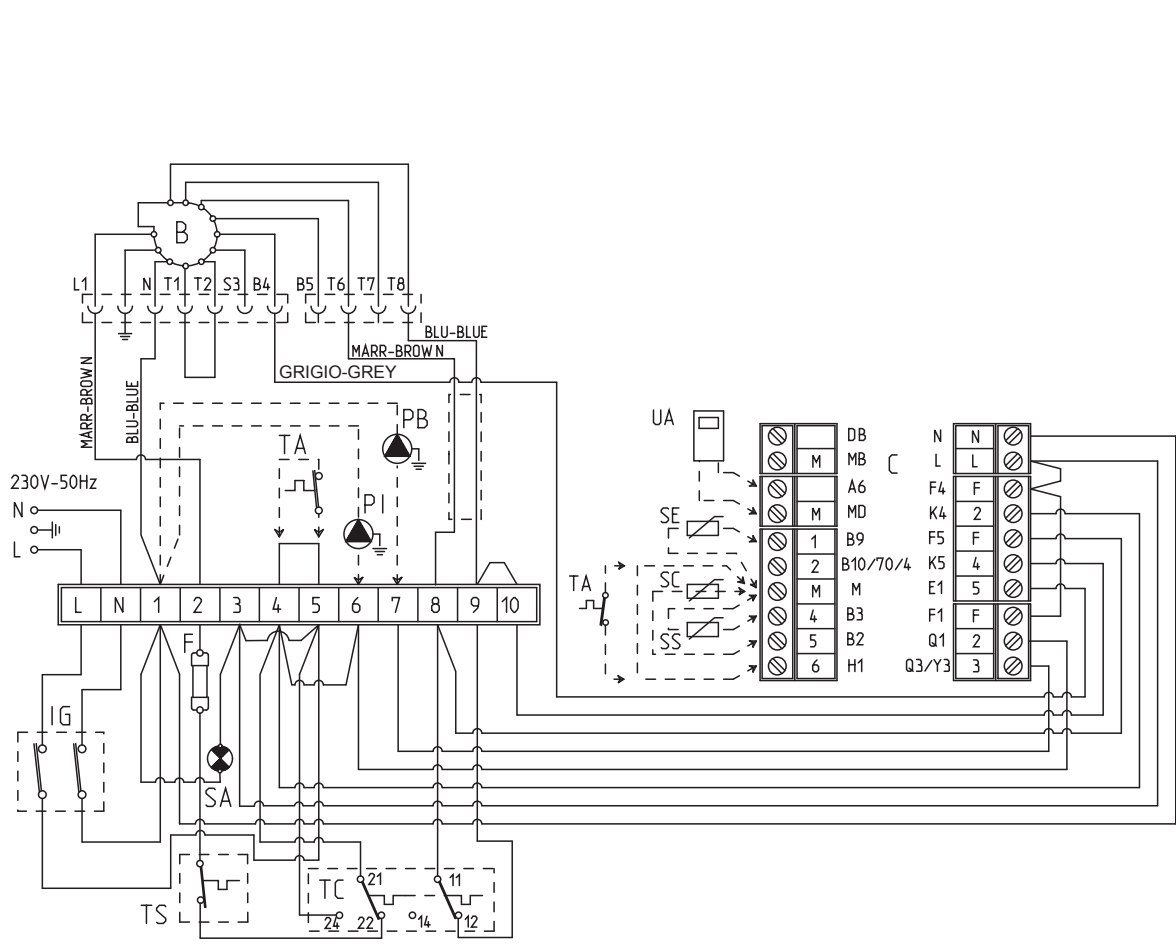 B
L1 N T1 T2 S3 B4 B5 T6 T7 T8
BLU-BLUE
MARR-BROWN
GRIGIO-GREY
MARR-BROWN
BLU-BLUE
PB
TA
PI
230V-50Hz
N
L
L N 1 2 3 4 5 6 7 8 9 10
F
IG
SA
TS
TC
21
11
24
22
14
12
UA
SE
SC
SS
TA
C
DB
M MB
A6
M MD
1 B9
2 B10/70/4
M M
4 B3
5 B2
6 H1
N N
L L
F4 F
K4 2
F5 F
K5 4
E1 5
F1 F
Q1 2
Q3/Y3 3